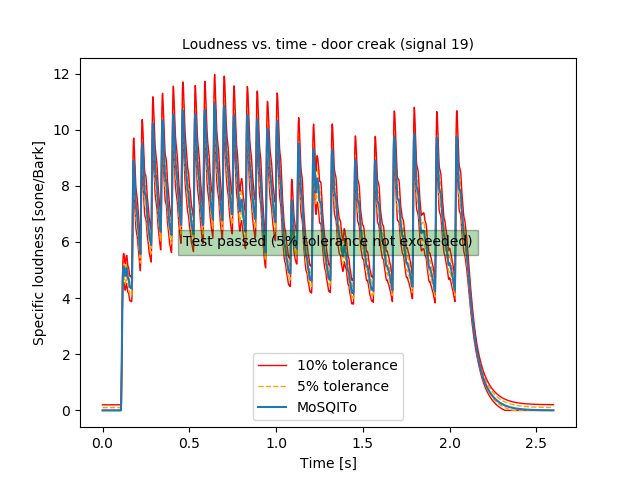 Loudness vs. time - door creak (signal 19)
Specific loudness [sone/Bark]
12
10
8
6
4
2
0
Test passed (5% tolerance not exceeded)
10% tolerance
5% tolerance
MoSQITo
0.0 0.5 1.0 1.5 2.0 2.5
Time [s]